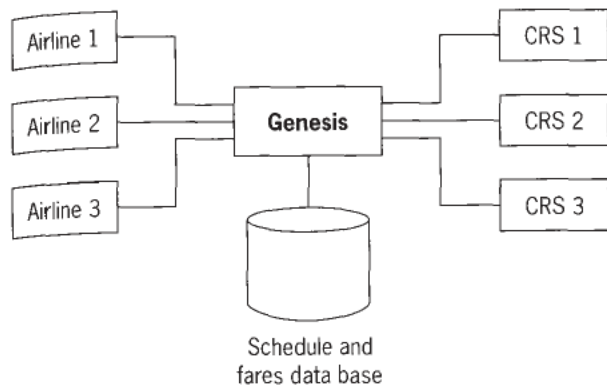 Airline 1
CRS 1
Airline 2
Genesis
CRS 2
Airline 3
CRS 3
Schedule and
fares data base